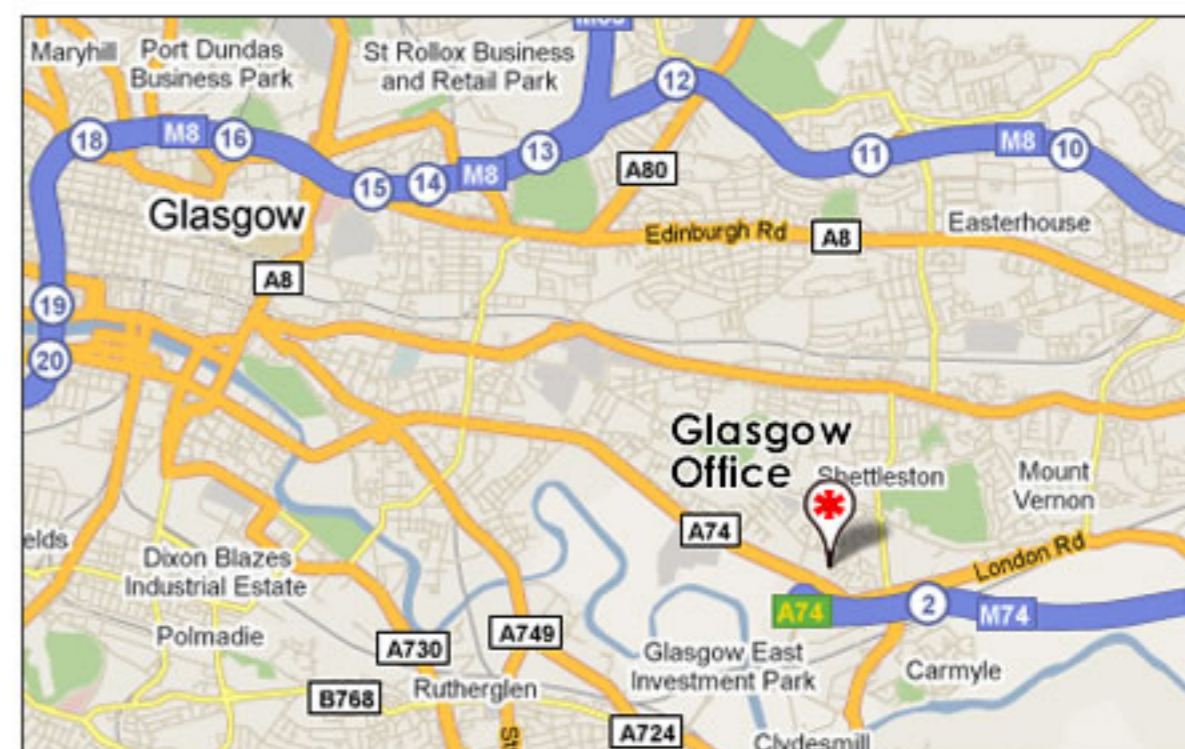 M80
Maryhill
Port Dundas
Business Park
St Rollox Business
and Retail Park
12
18
M8
16
13
11
M8
10
15
14
M8
A80
Glasgow
Edinburgh Rd
A8
Easterhouse
A8
19
20
Glasgow
Office
Shettleston
Mount
Vernon
A74
elds
London Rd
Dixon Blazes
Industrial Estate
A74
2
M74
Polmadie
A730
A749
Glasgow East
Investment Park
Carmyle
B768
Rutherglen
A724
St
Clydesmill